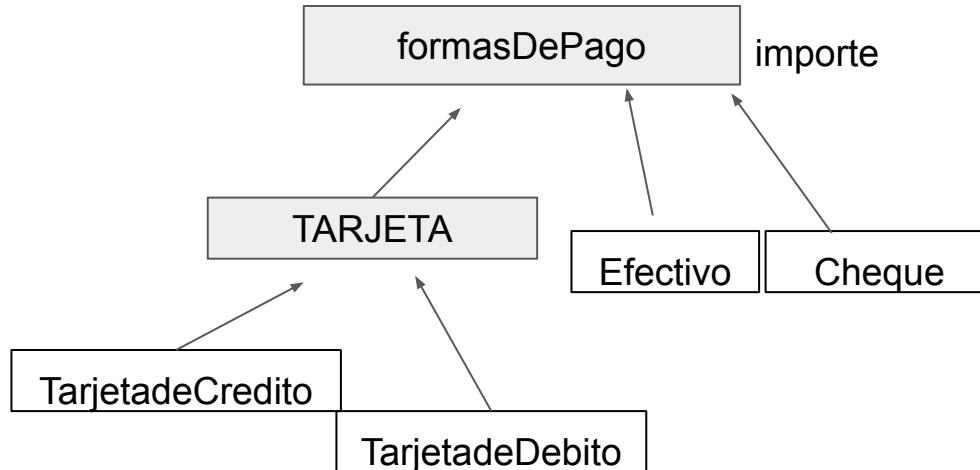 formasDePago
importe
TARJETA
Efectivo
Cheque
TarjetadeCredito
TarjetadeDebito